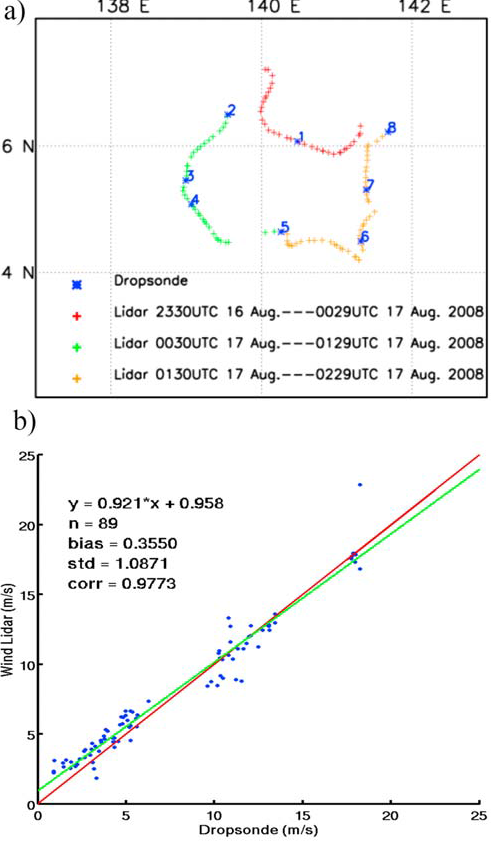 a)
138 E 140 E 142 E
2
8
1
6 N
3
7
4
5
6
4 N
Dropsonde
Lidar 2330UTC 16 Aug.---0029UTC 17 Aug. 2008
Lidar 0030UTC 17 Aug.---0129UTC 17 Aug. 2008
Lidar 0130UTC 17 Aug.---0229UTC 17 Aug. 2008
b)
25
y = 0.921*x + 0.958
n = 89
bias = 0.3550
std = 1.0871
corr = 0.9773
20
15
10
5
0
Wind Lidar (m/s)
0 5 10 15 20 25
Dropsonde (m/s)